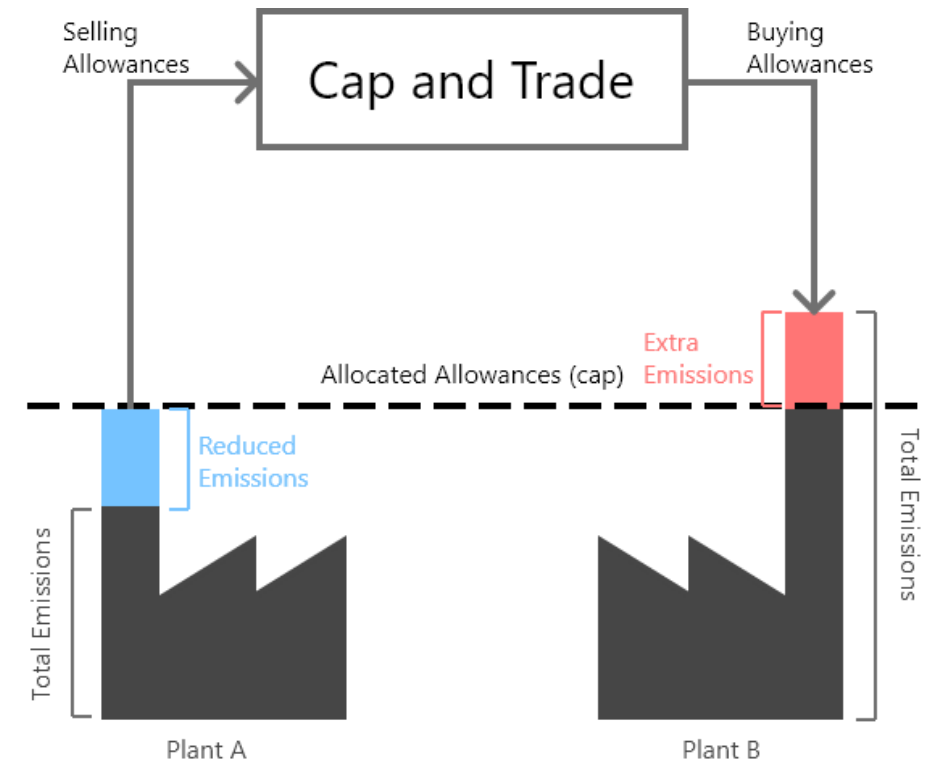 Selling
Allowances
Cap and Trade
Buying
Allowances
Extra
Emissions
Allocated Allowances (cap)
Reduced
Emissions
Total Emissions
Total Emissions
Plant A
Plant B